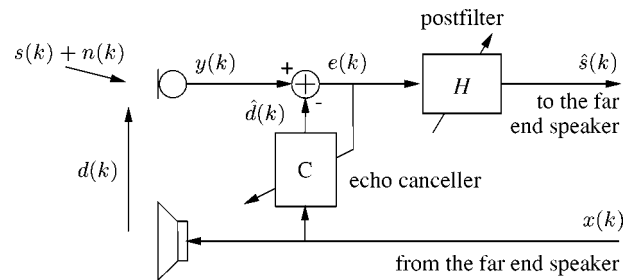 postfilter
s(k) + n(k)
y(k)
+
e(k)
H
ŝ(k)
d̂(k)
-
to the far
end speaker
d(k)
C
echo canceller
x(k)
from the far end speaker